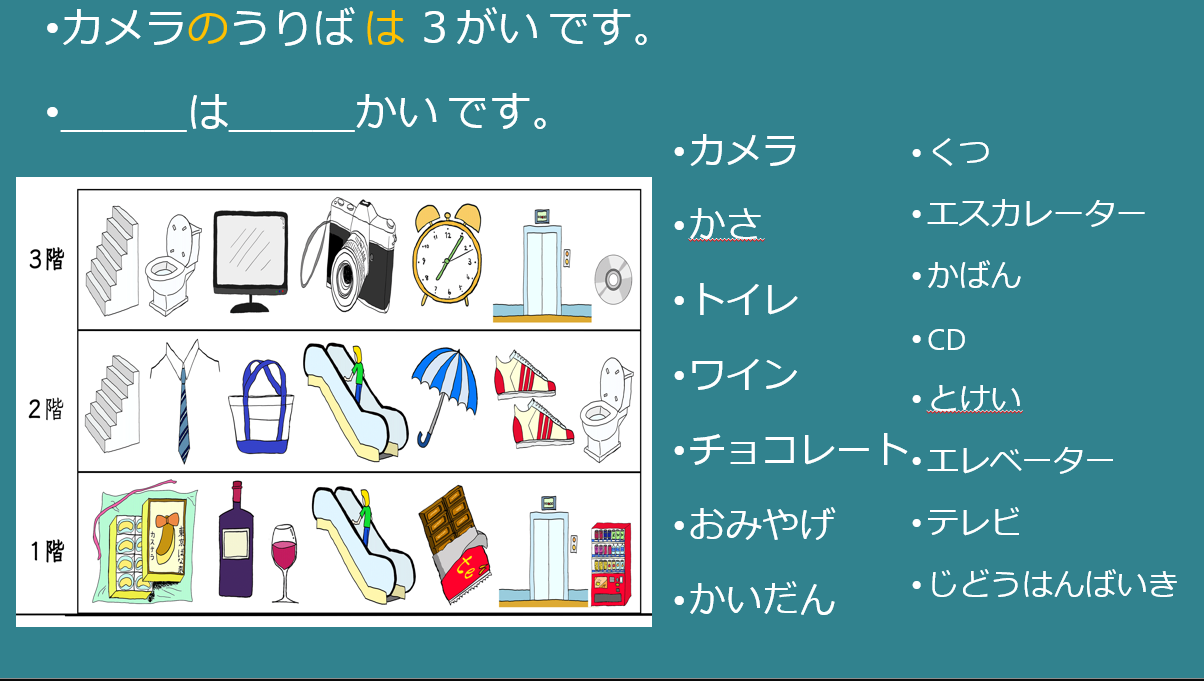 •カメラのうりば は ３がい です。
•______は______かい です。
•カメラ
•かさ
•トイレ
•ワイン
•チョコレート
•おみやげ
•かいだん
•くつ
•エスカレーター
•かばん
•CD
•とけい
•エレベーター
•テレビ
•じどうはんばいき
3階
2階
1階